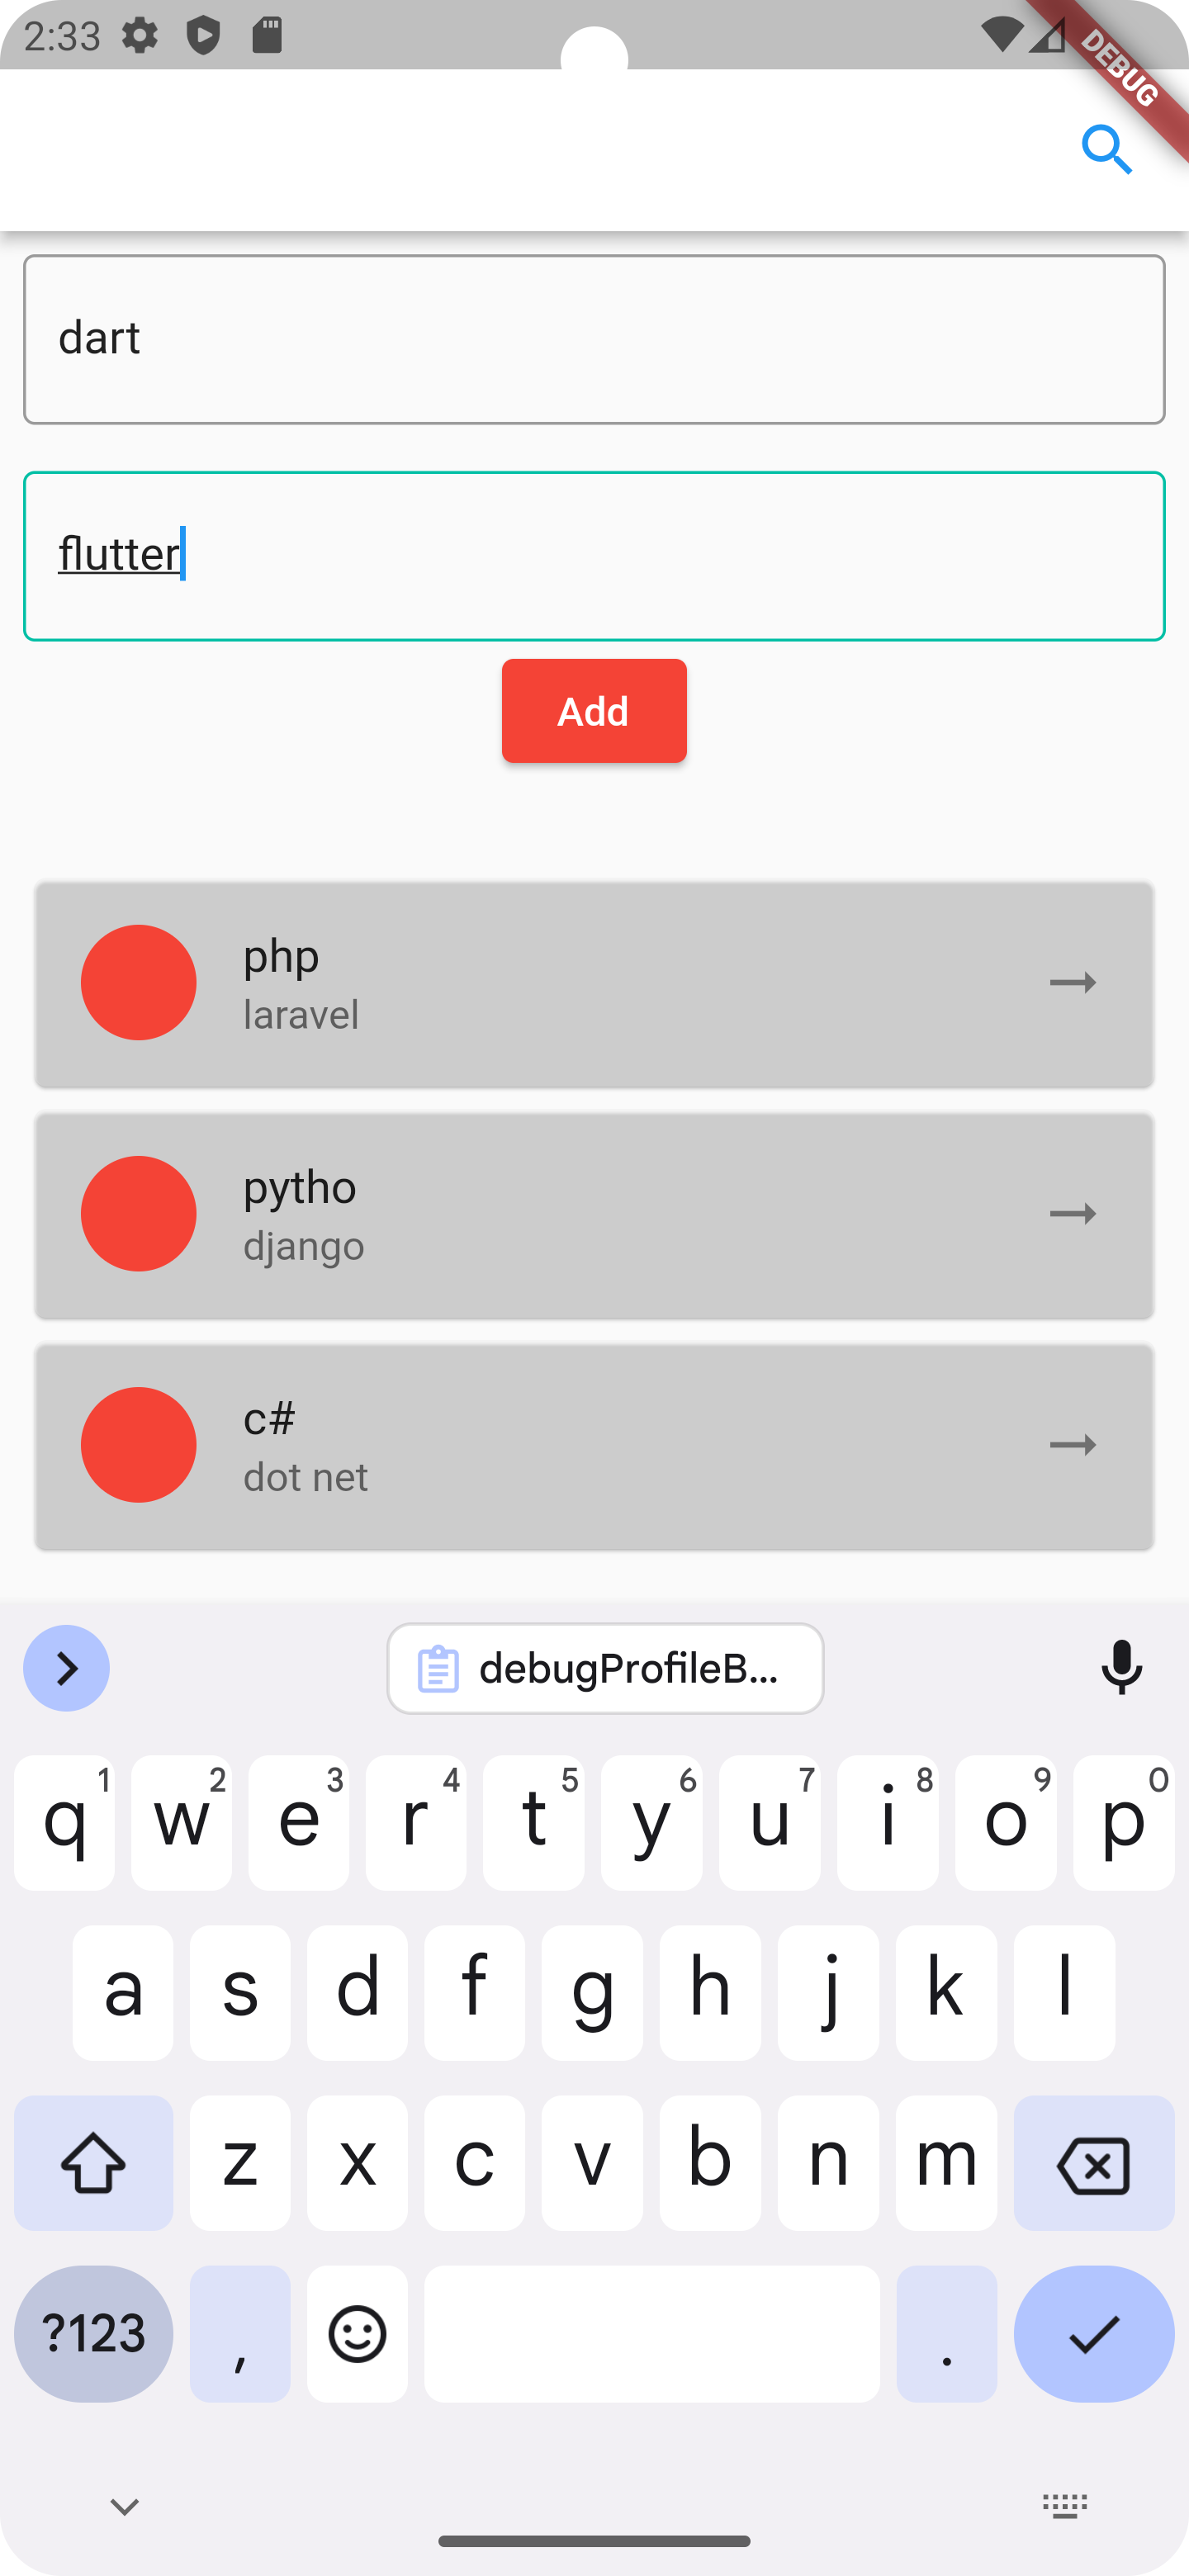 2:33
DEBUG
dart
flutter
Add
php
laravel
pytho
django
c#
dot net
debugProfileB...
q1 w2 e3 r4 t5 y6 u7 i8 o9 p0
a s d f g h j k l
z x c v b n m
?123 , .